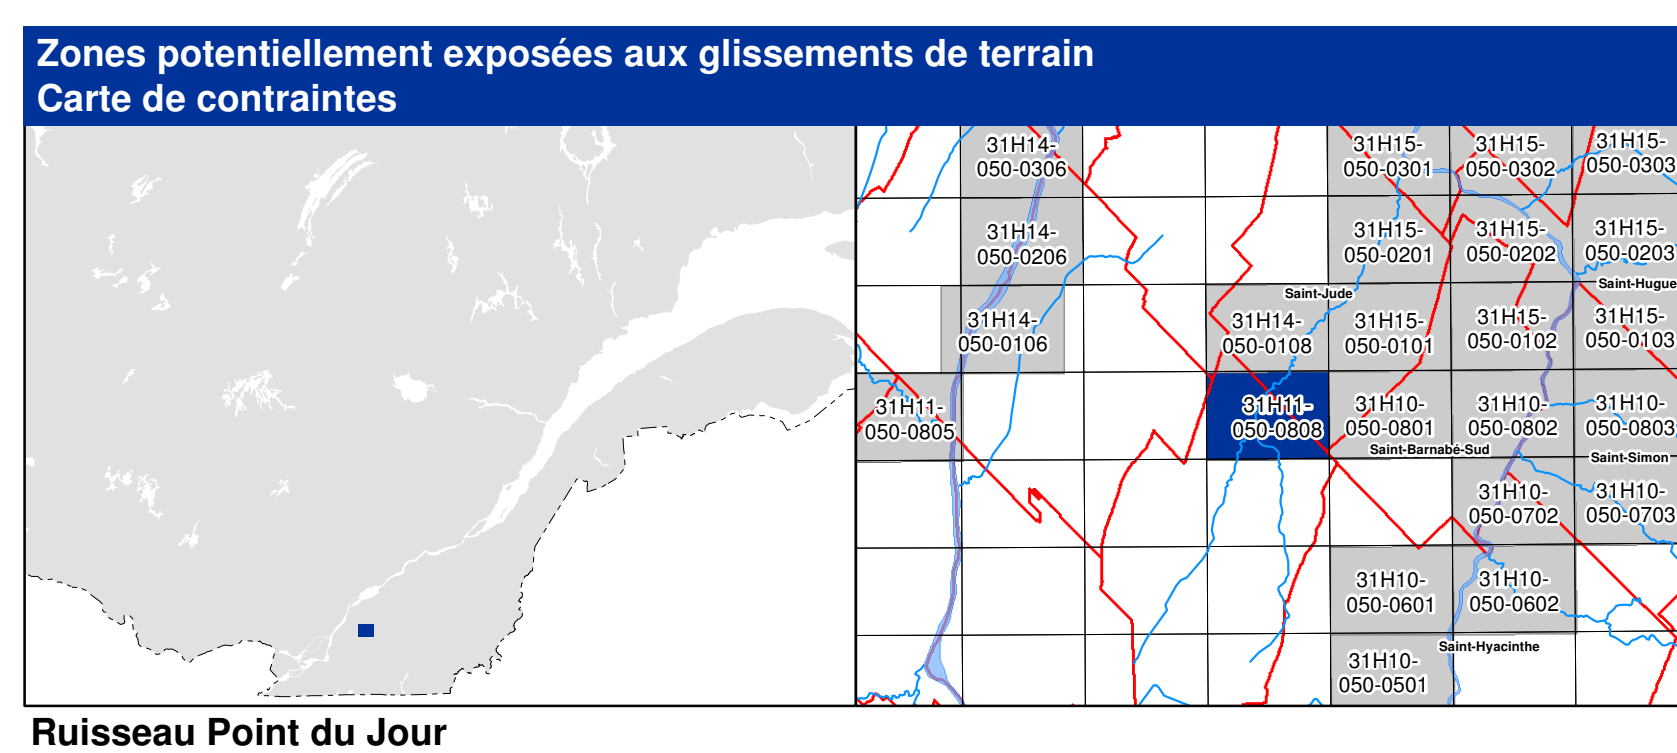 Zones potentiellement exposées aux glissements de terrain
Carte de contraintes
31H14-
050-0306
31H15-
050-0301
31H15-
050-0302
31H15-
050-0303
31H14-
050-0206
31H15-
050-0201
31H15-
050-0202
31H15-
050-0203
Saint-Jude
Saint-Hugue
31H14-
050-0106
31H14-
050-0108
31H15-
050-0101
31H15-
050-0102
31H15-
050-0103
31H11-
050-0805
31H11-
050-0808
31H10-
050-0801
31H10-
050-0802
31H10-
050-0803
Saint-Barnabé-Sud
Saint-Simon
31H10-
050-0702
31H10-
050-0703
31H10-
050-0601
31H10-
050-0602
Saint-Hyacinthe
31H10-
050-0501
Ruisseau Point du Jour